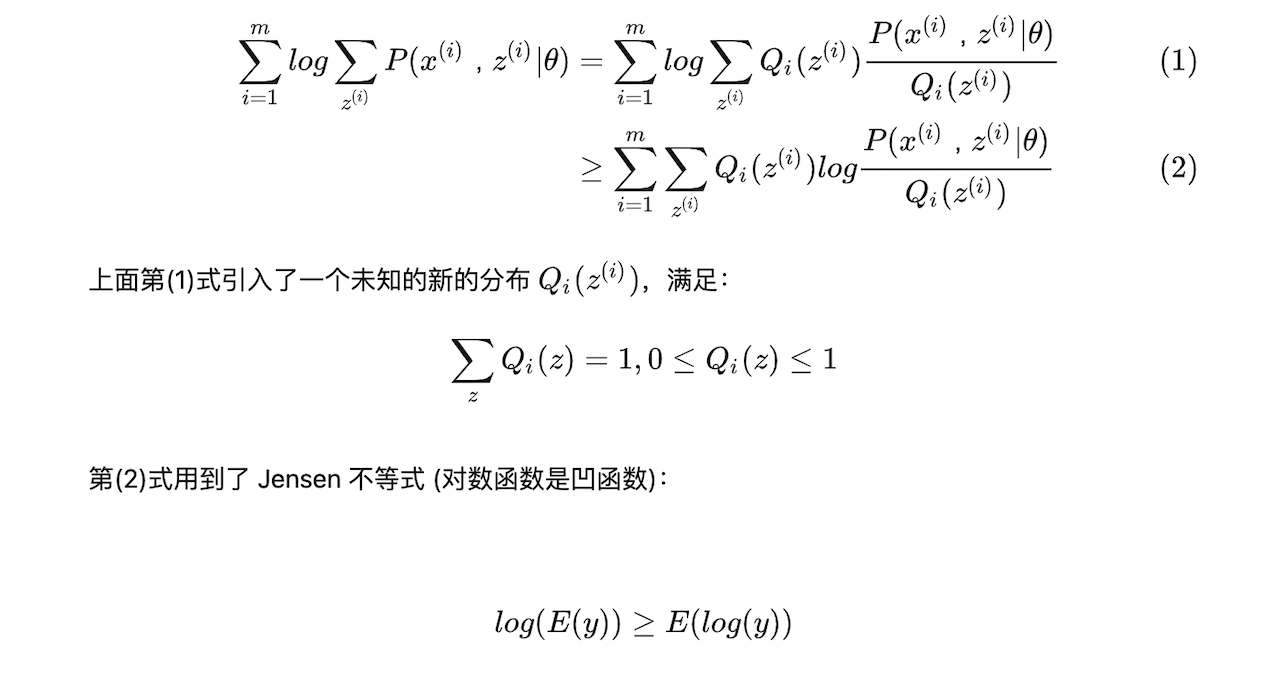 $$\sum_{i=1}^{m} log \sum_{z^{(i)}} P(x^{(i)}, z^{(i)}|\theta) = \sum_{i=1}^{m} log \sum_{z^{(i)}} Q_i(z^{(i)}) \frac{P(x^{(i)}, z^{(i)}|\theta)}{Q_i(z^{(i)})} \quad (1)$$
$$\geq \sum_{i=1}^{m} \sum_{z^{(i)}} Q_i(z^{(i)}) log \frac{P(x^{(i)}, z^{(i)}|\theta)}{Q_i(z^{(i)})} \quad (2)$$
上面第(1)式引入了一个未知的新的分布 $Q_i(z^{(i)})$，满足：
$$\sum_{z} Q_i(z) = 1, 0 \leq Q_i(z) \leq 1$$
第(2)式用到了 Jensen 不等式 (对数函数是凹函数)：
$$log(E(y)) \geq E(log(y))$$